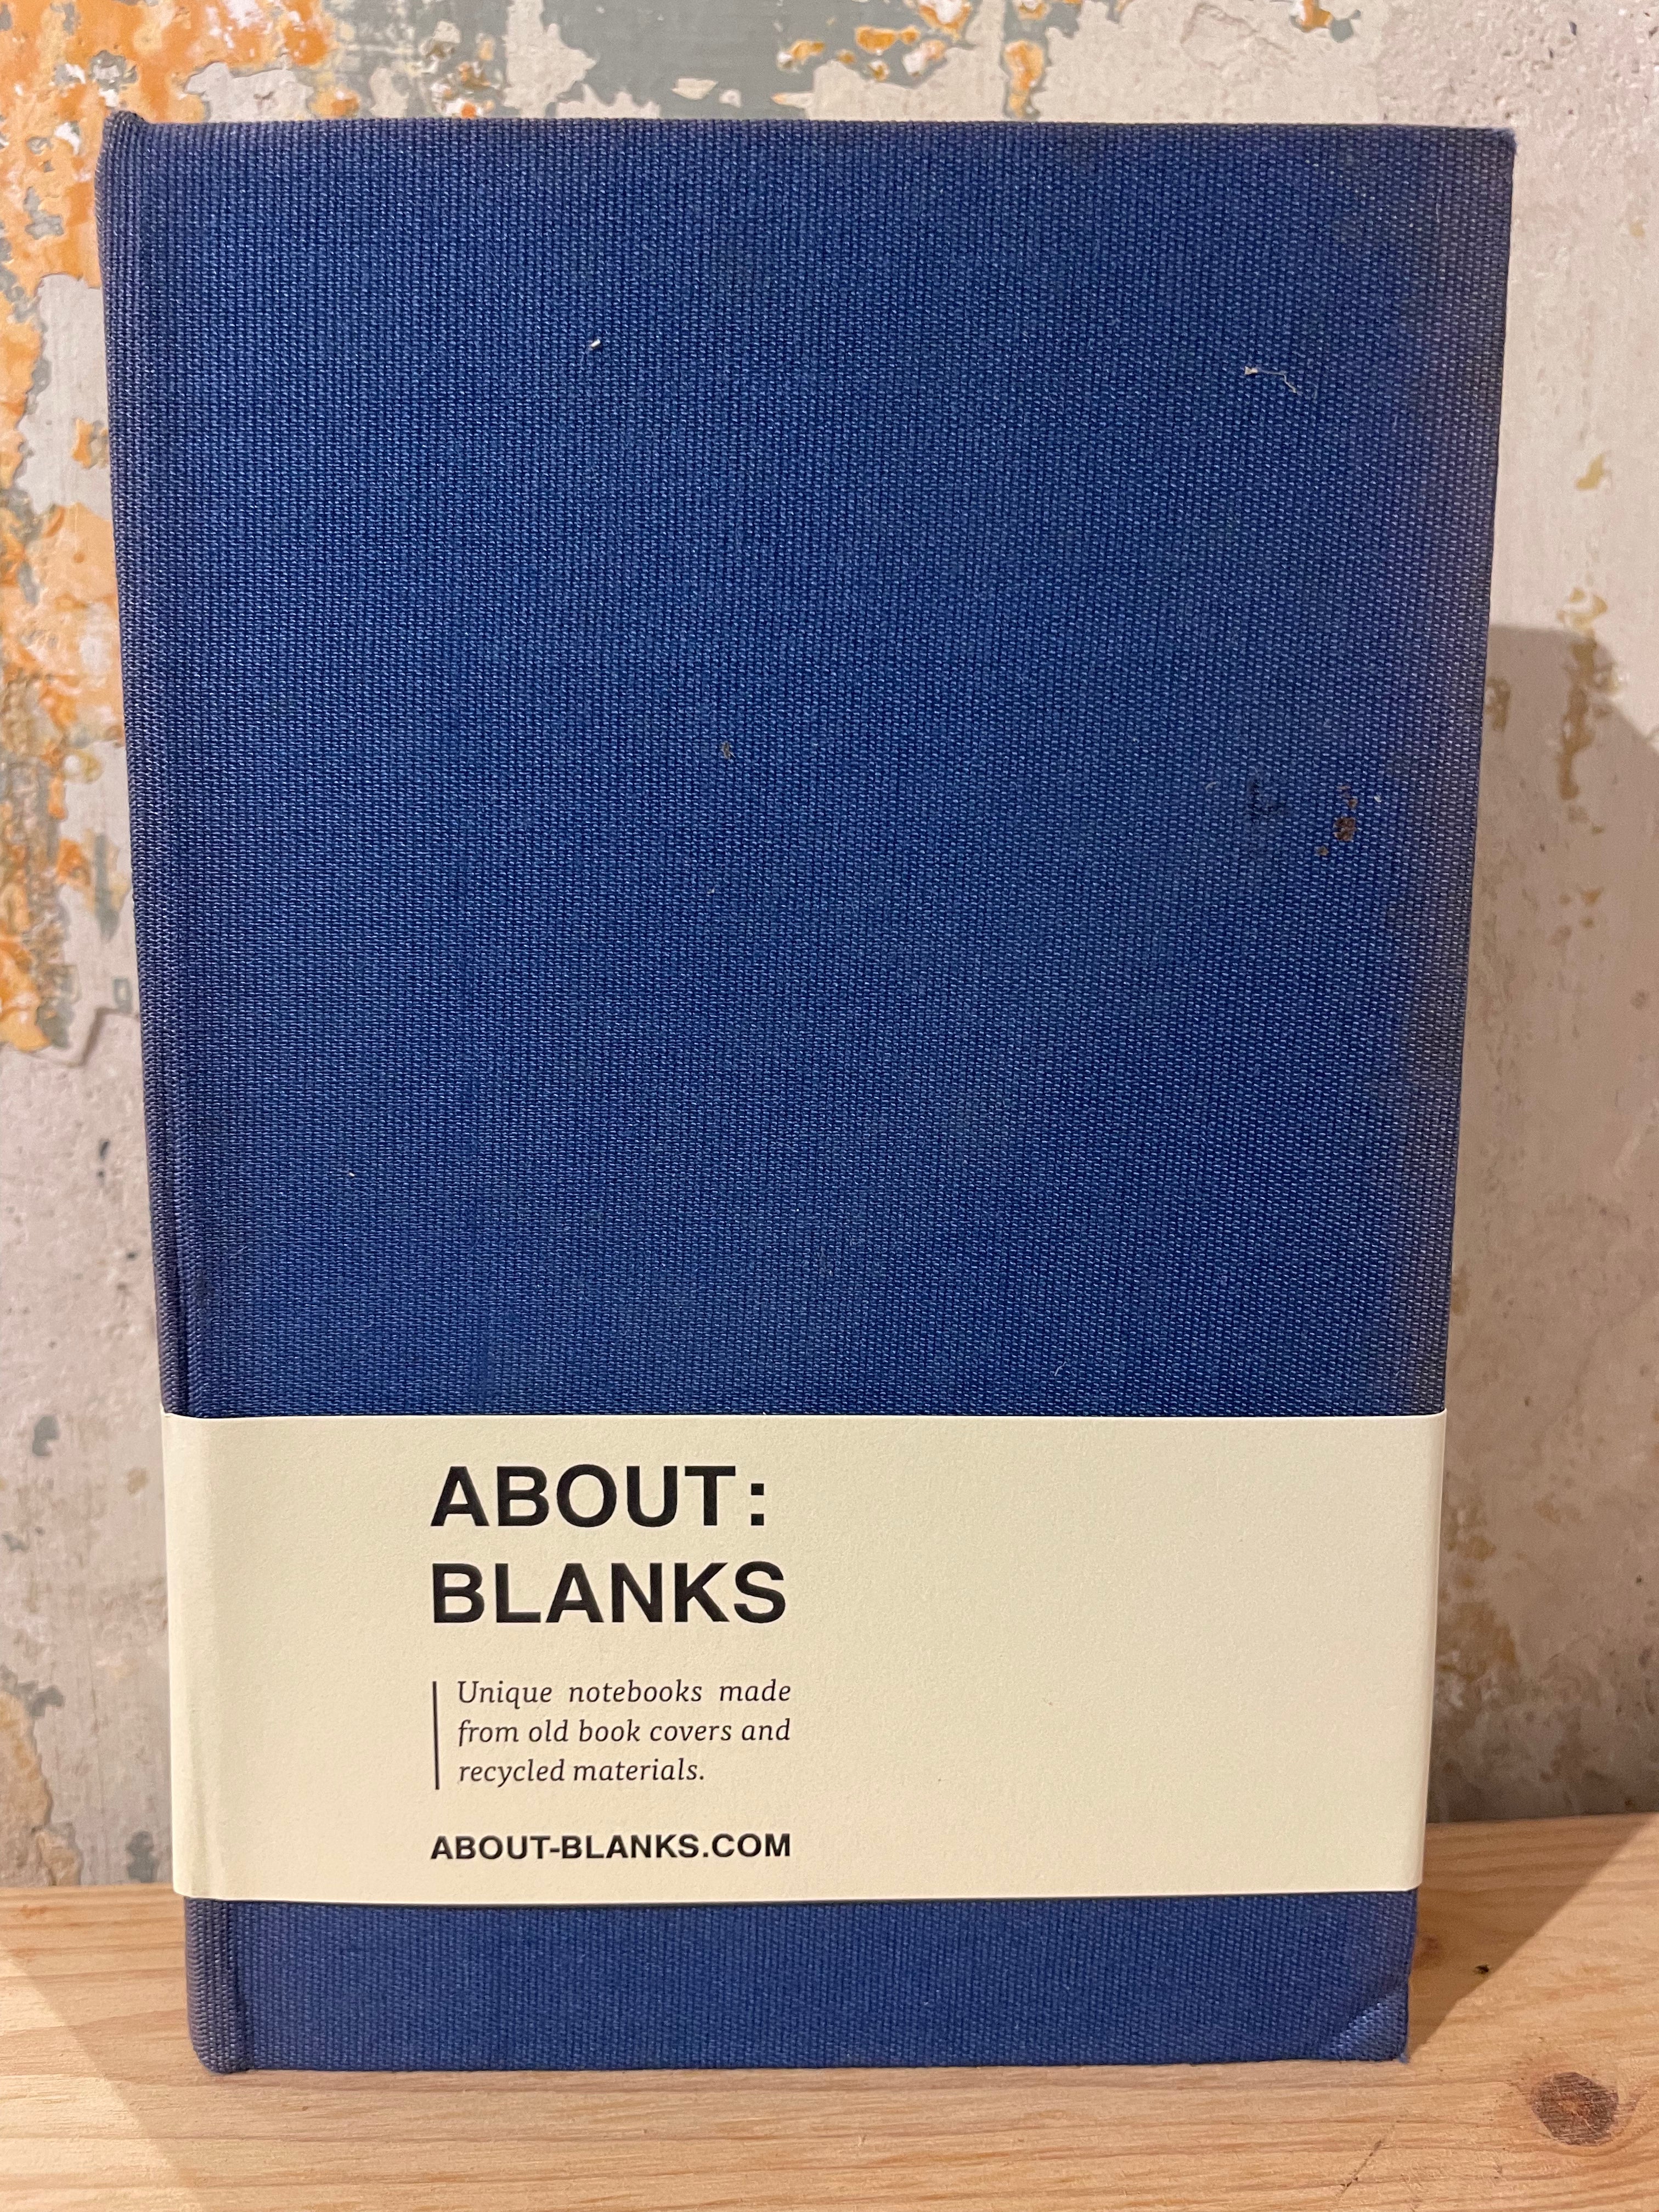 ABOUT:
BLANKS
Unique notebooks made
from old book covers and
recycled materials.
ABOUT-BLANKS.COM